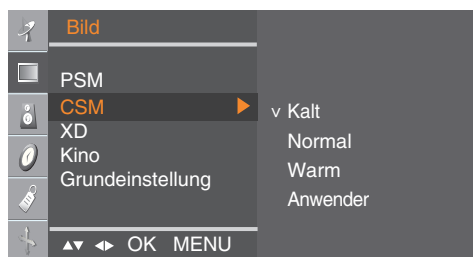 Bild
PSM
CSM
XD
Kino
Grundeinstellung
v Kalt
Normal
Warm
Anwender
OK MENU